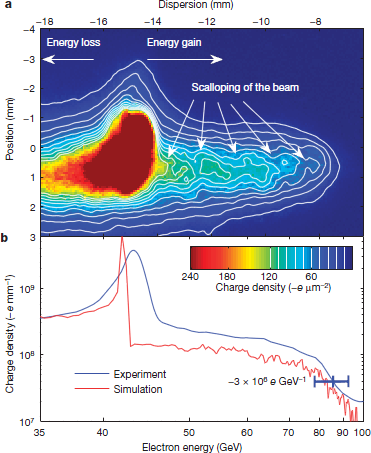 a
Dispersion (mm)
−18 −16 −14 −12 −10 −8
−4
−3
−2
−1
0
1
2
3
Position (mm)
Energy loss
Energy gain
Scalloping of the beam
b
240 180 120 60
Charge density (−e μm⁻²)
10⁹
10⁸
10⁷
Charge density (−e mm⁻¹)
Experiment
Simulation
−3 × 10⁶ e GeV⁻¹
35 40 50 60 70 80 90 100
Electron energy (GeV)